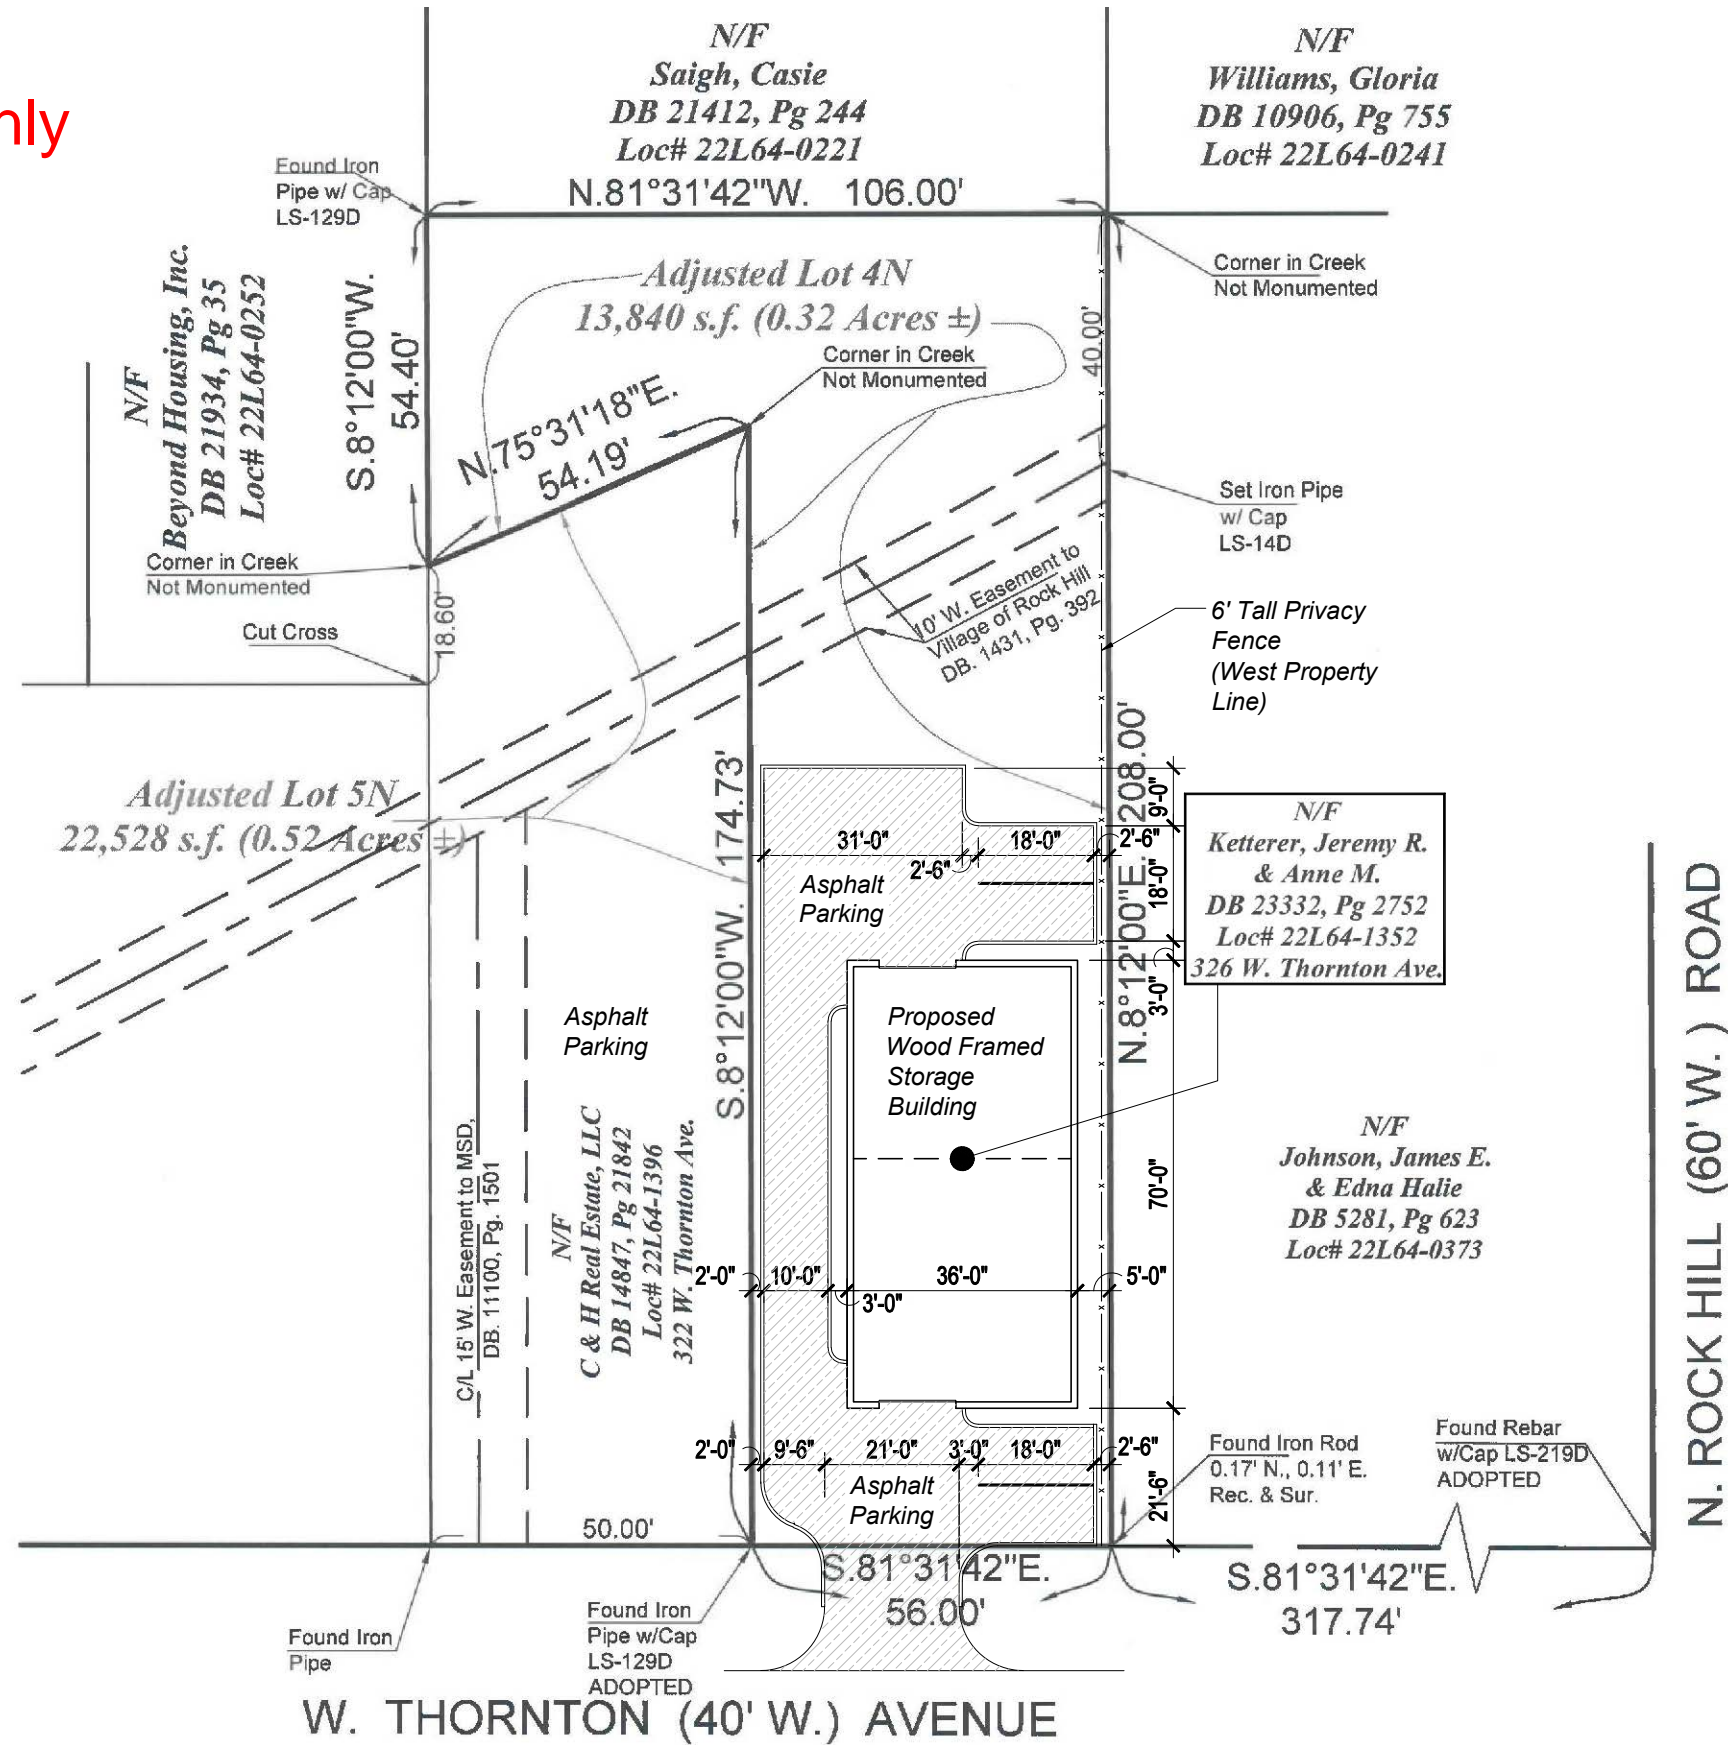 nly
N/F
Saigh, Casie
DB 21412, Pg 244
Loc# 22L64-0221
N.81°31'42"W. 106.00'
N/F
Williams, Gloria
DB 10906, Pg 755
Loc# 22L64-0241
Found Iron
Pipe w/ Cap
LS-129D
Corner in Creek
Not Monumented
N/F
Beyond Housing, Inc.
DB 21934, Pg 35
Loc# 22L64-0252
S.8°12'00"W.
54.40'
Adjusted Lot 4N
13,840 s.f. (0.32 Acres ±)
40.00'
Corner in Creek
Not Monumented
N.75°31'18"E.
54.19'
Set Iron Pipe
w/ Cap
LS-14D
Corner in Creek
Not Monumented
18.60'
Cut Cross
10' W. Easement to
Village of Rock Hill
DB. 1431, Pg. 392
6' Tall Privacy
Fence
(West Property
Line)
Adjusted Lot 5N
22,528 s.f. (0.52 Acres ±)
S.8°12'00"W. 174.73'
N.8°12'00"E. 208.00'
9'-0"
31'-0"
2'-6"
18'-0"
2'-6"
18'-0"
3'-0"
Asphalt
Parking
N/F
Ketterer, Jeremy R.
& Anne M.
DB 23332, Pg 2752
Loc# 22L64-1352
326 W. Thornton Ave.
N. ROCK HILL (60' W.) ROAD
Asphalt
Parking
Proposed
Wood Framed
Storage
Building
C/L 15' W. Easement to MSD,
DB. 11100, Pg. 1501
N/F
C & H Real Estate, LLC
DB 14847, Pg 21842
Loc# 22L64-1396
322 W. Thornton Ave.
70'-0"
N/F
Johnson, James E.
& Edna Halie
DB 5281, Pg 623
Loc# 22L64-0373
2'-0"
10'-0"
3'-0"
36'-0"
5'-0"
2'-0"
9'-6"
21'-0"
3'-0"
18'-0"
2'-6"
21'-6"
Asphalt
Parking
Found Iron Rod
0.17' N., 0.11' E.
Rec. & Sur.
Found Rebar
w/Cap LS-219D
ADOPTED
50.00'
S.81°31'42"E.
56.00'
S.81°31'42"E.
317.74'
Found Iron
Pipe
Found Iron
Pipe w/Cap
LS-129D
ADOPTED
W. THORNTON (40' W.) AVENUE